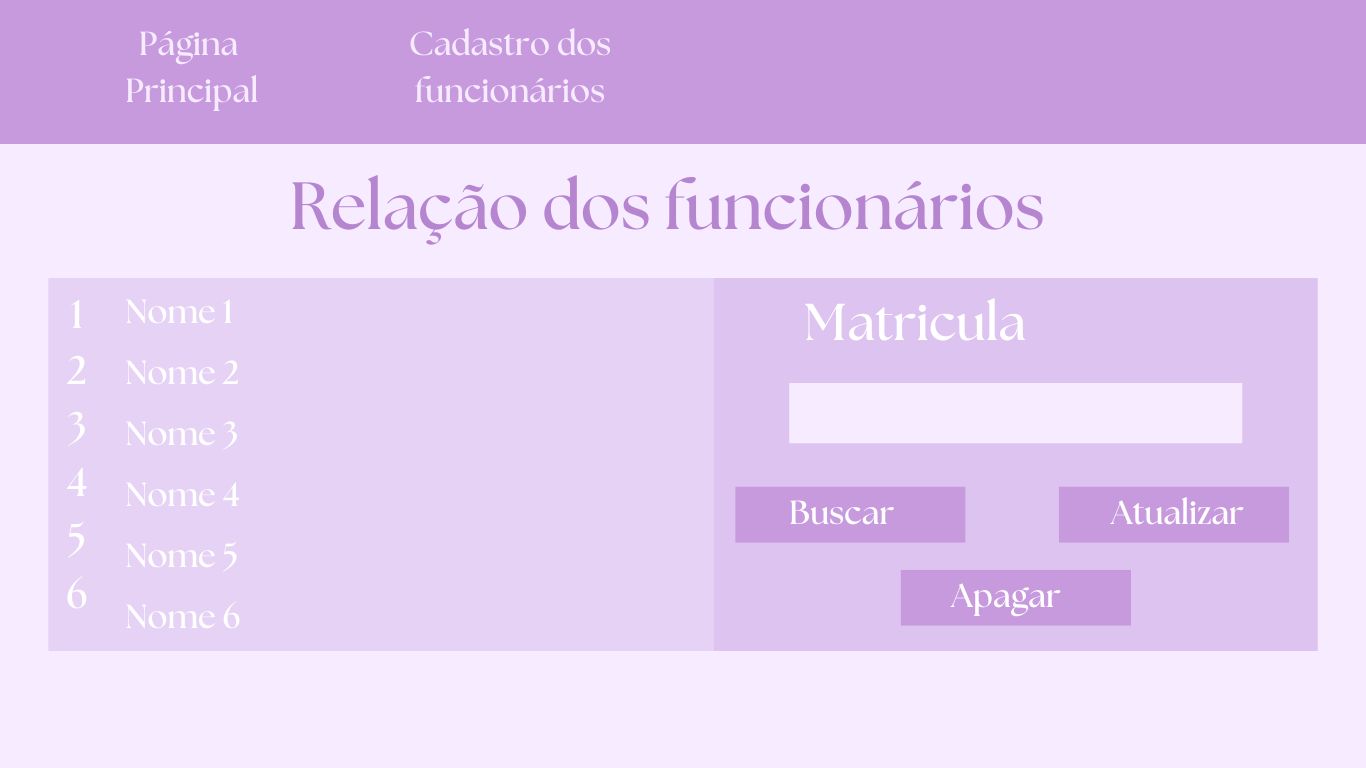 Página
Principal
Cadastro dos
funcionários
Relação dos funcionários
1 Nome 1
2 Nome 2
3 Nome 3
4 Nome 4
5 Nome 5
6 Nome 6
Matricula
Buscar
Atualizar
Apagar